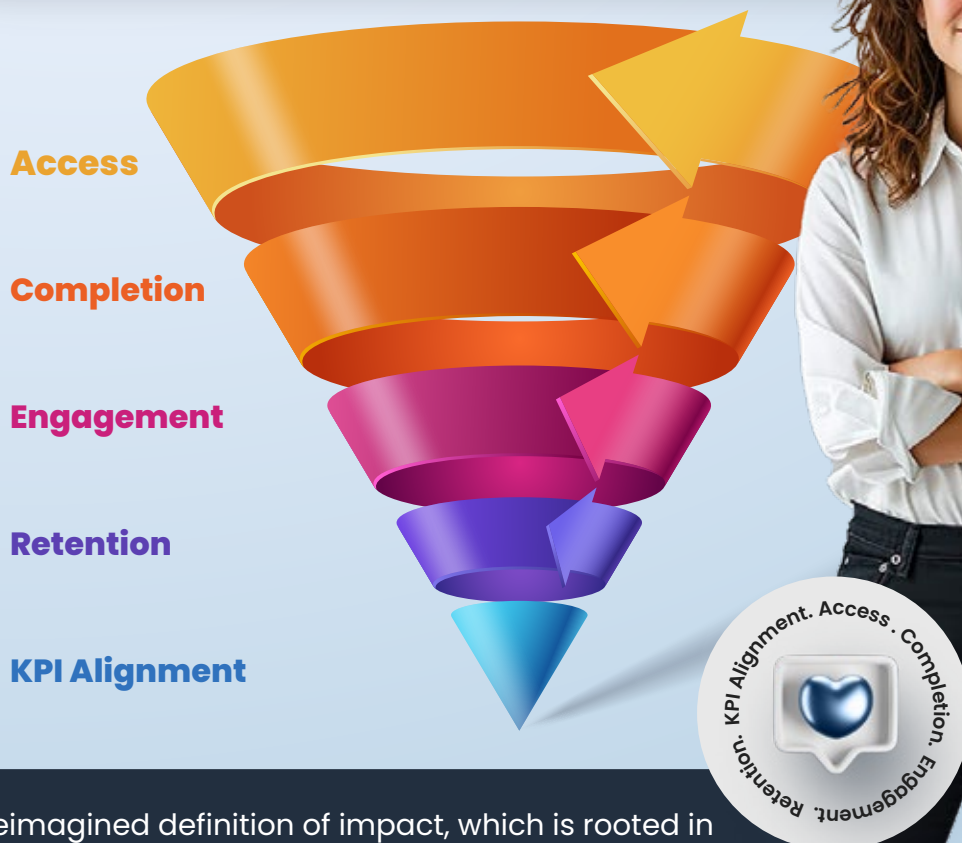 Access
Completion
Engagement
Retention
KPI Alignment
KPI Alignment. Access . Completion. Engagement. Retention.
eimagined definition of impact, which is rooted in